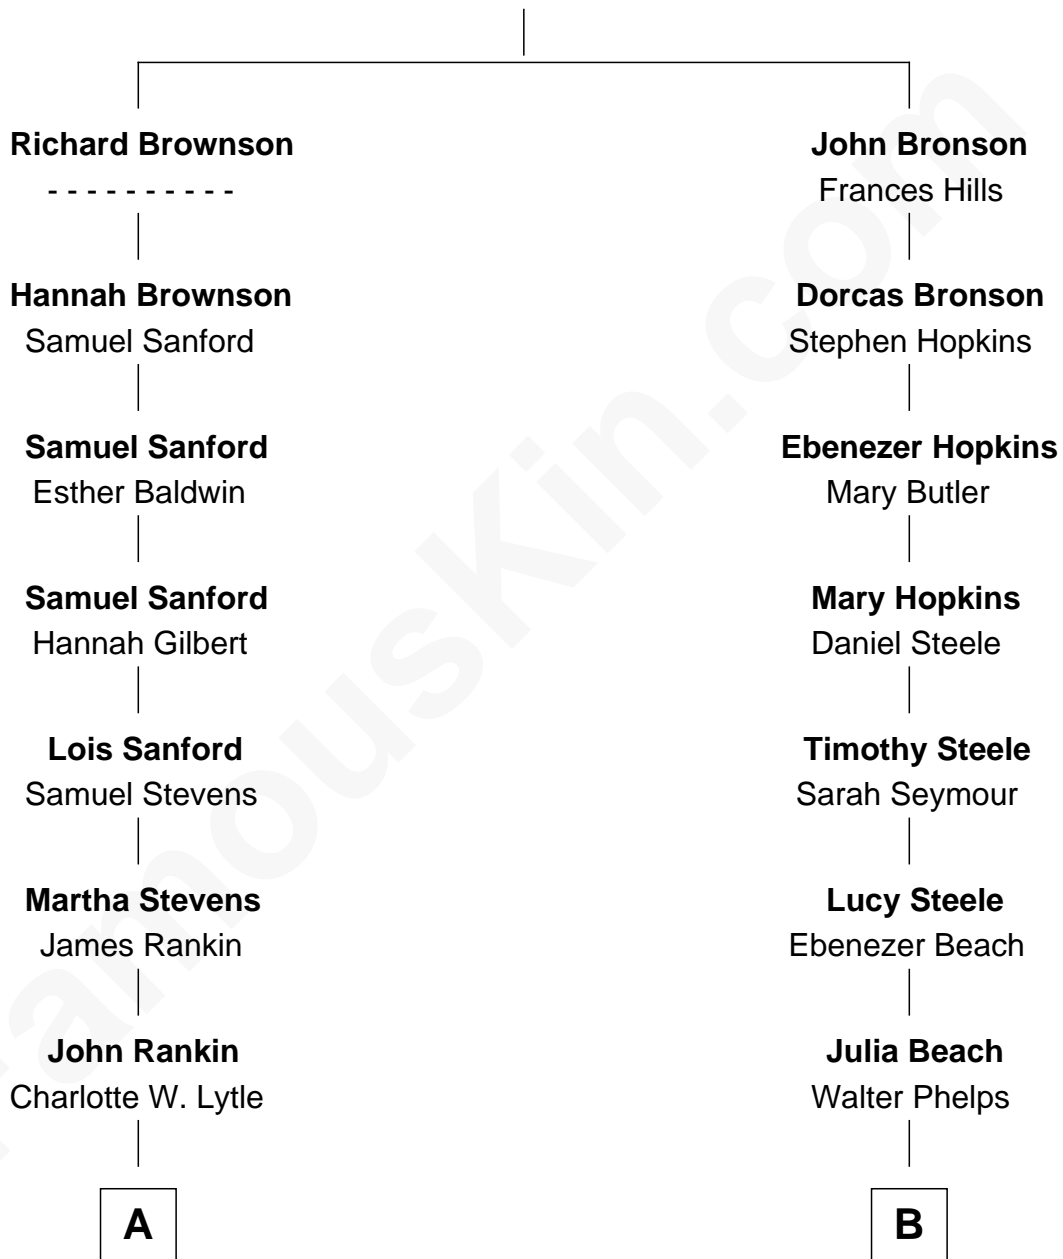 Richard Brownson
- - - - - - - - - -
Hannah Brownson
Samuel Sanford
Samuel Sanford
Esther Baldwin
Samuel Sanford
Hannah Gilbert
Lois Sanford
Samuel Stevens
Martha Stevens
James Rankin
John Rankin
Charlotte W. Lytle
A
John Bronson
Frances Hills
Dorcas Bronson
Stephen Hopkins
Ebenezer Hopkins
Mary Butler
Mary Hopkins
Daniel Steele
Timothy Steele
Sarah Seymour
Lucy Steele
Ebenezer Beach
Julia Beach
Walter Phelps
B
FamousKin.com